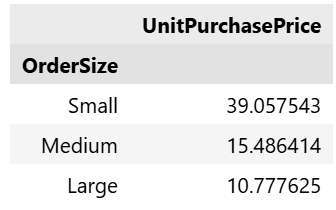 UnitPurchasePrice
OrderSize
Small 39.057543
Medium 15.486414
Large 10.777625